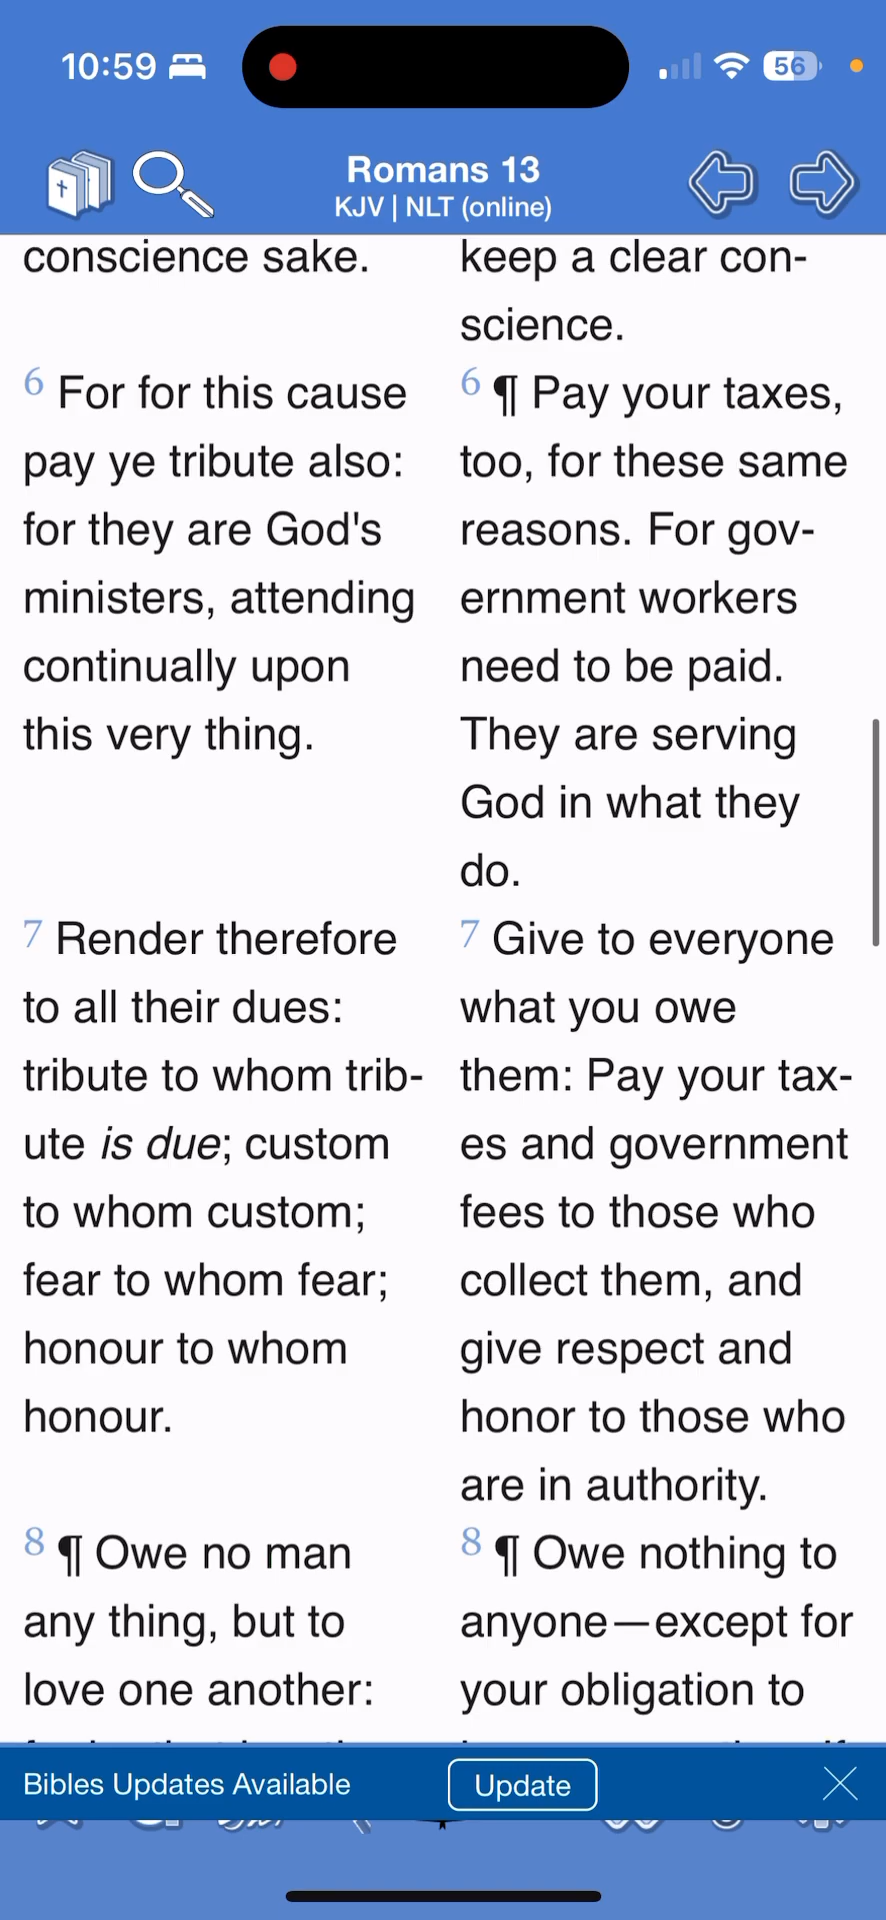 10:59
56
Romans 13
KJV | NLT (online)
conscience sake.
6 For for this cause
pay ye tribute also:
for they are God's
ministers, attending
continually upon
this very thing.
7 Render therefore
to all their dues:
tribute to whom trib-
ute is due; custom
to whom custom;
fear to whom fear;
honour to whom
honour.
8 ¶ Owe no man
any thing, but to
love one another:
keep a clear con-
science.
6 ¶ Pay your taxes,
too, for these same
reasons. For gov-
ernment workers
need to be paid.
They are serving
God in what they
do.
7 Give to everyone
what you owe
them: Pay your tax-
es and government
fees to those who
collect them, and
give respect and
honor to those who
are in authority.
8 ¶ Owe nothing to
anyone—except for
your obligation to
Bibles Updates Available
Update